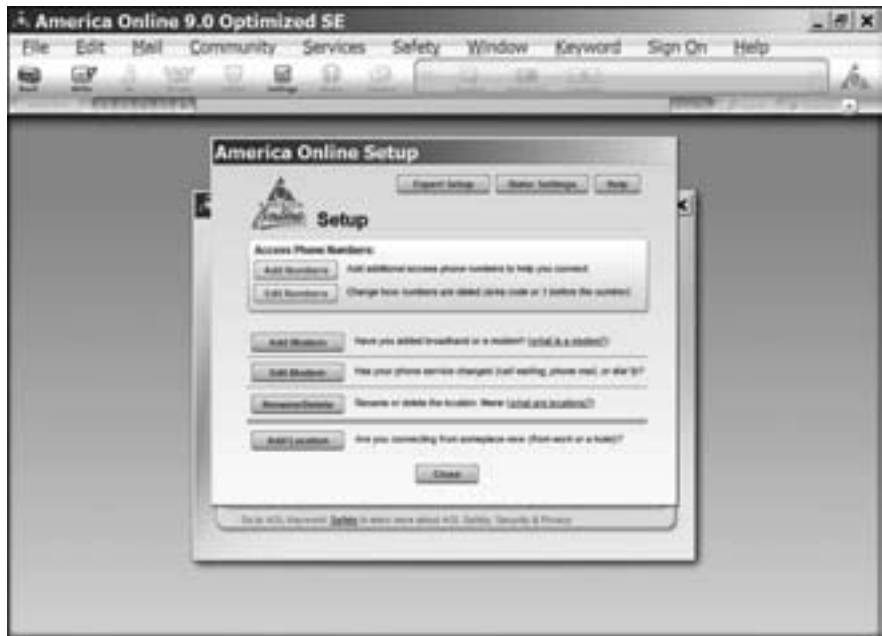 America Online 9.0 Optimized SE
File Edit Mail Community Services Safety Window Keyword Sign On Help
Write Settings
America Online Setup
Expert Setup Modem Settings Help
Setup
Access Phone Numbers:
Add Numbers Add additional access phone numbers to help you connect
Edit Numbers Change how numbers are dialed (area code or 1 before the number)
Add Modem Have you added broadband or a modem? (what is a modem?)
Edit Modem Has your phone service changed (call waiting, phone mail, or dial 9)?
Rename/Delete Rename or delete the location: (what are locations?)
Add Location Are you connecting from someplace new (from work or a hotel)?
Close
Go to AOL Keyword: Safety to learn more about AOL Safety, Security & Privacy